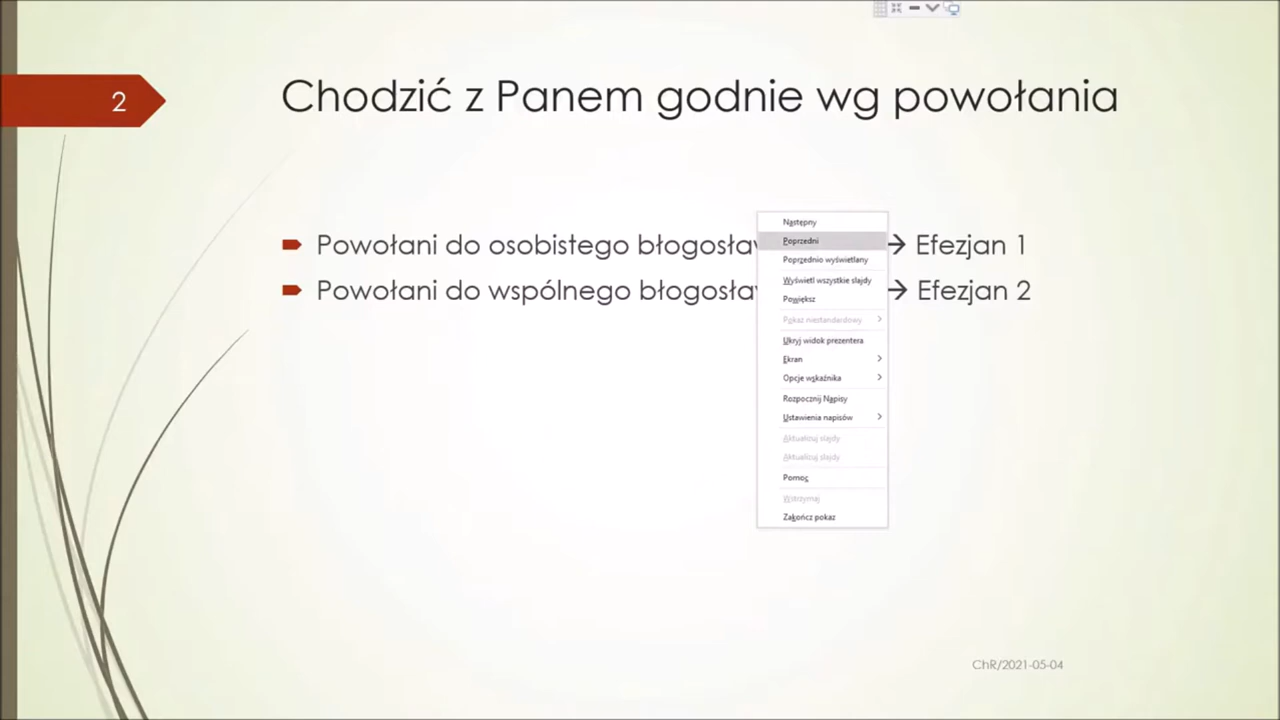 2
Chodzić z Panem godnie wg powołania
Powołani do osobistego → Efezjan 1
Powołani do wspólnego → Efezjan 2
Następny
Poprzedni
Poprzednio wyświetlany
Wyświetl wszystkie slajdy
Powiększ
Pokaz niestandardowy
Ukryj widok prezentera
Ekran
Opcje wskaźnika
Rozpocznij Napisy
Ustawienia napisów
Aktualizuj slajdy
Aktualizuj slajdy
Pomoc
Wstrzymaj
Zakończ pokaz
ChR/2021-05-04